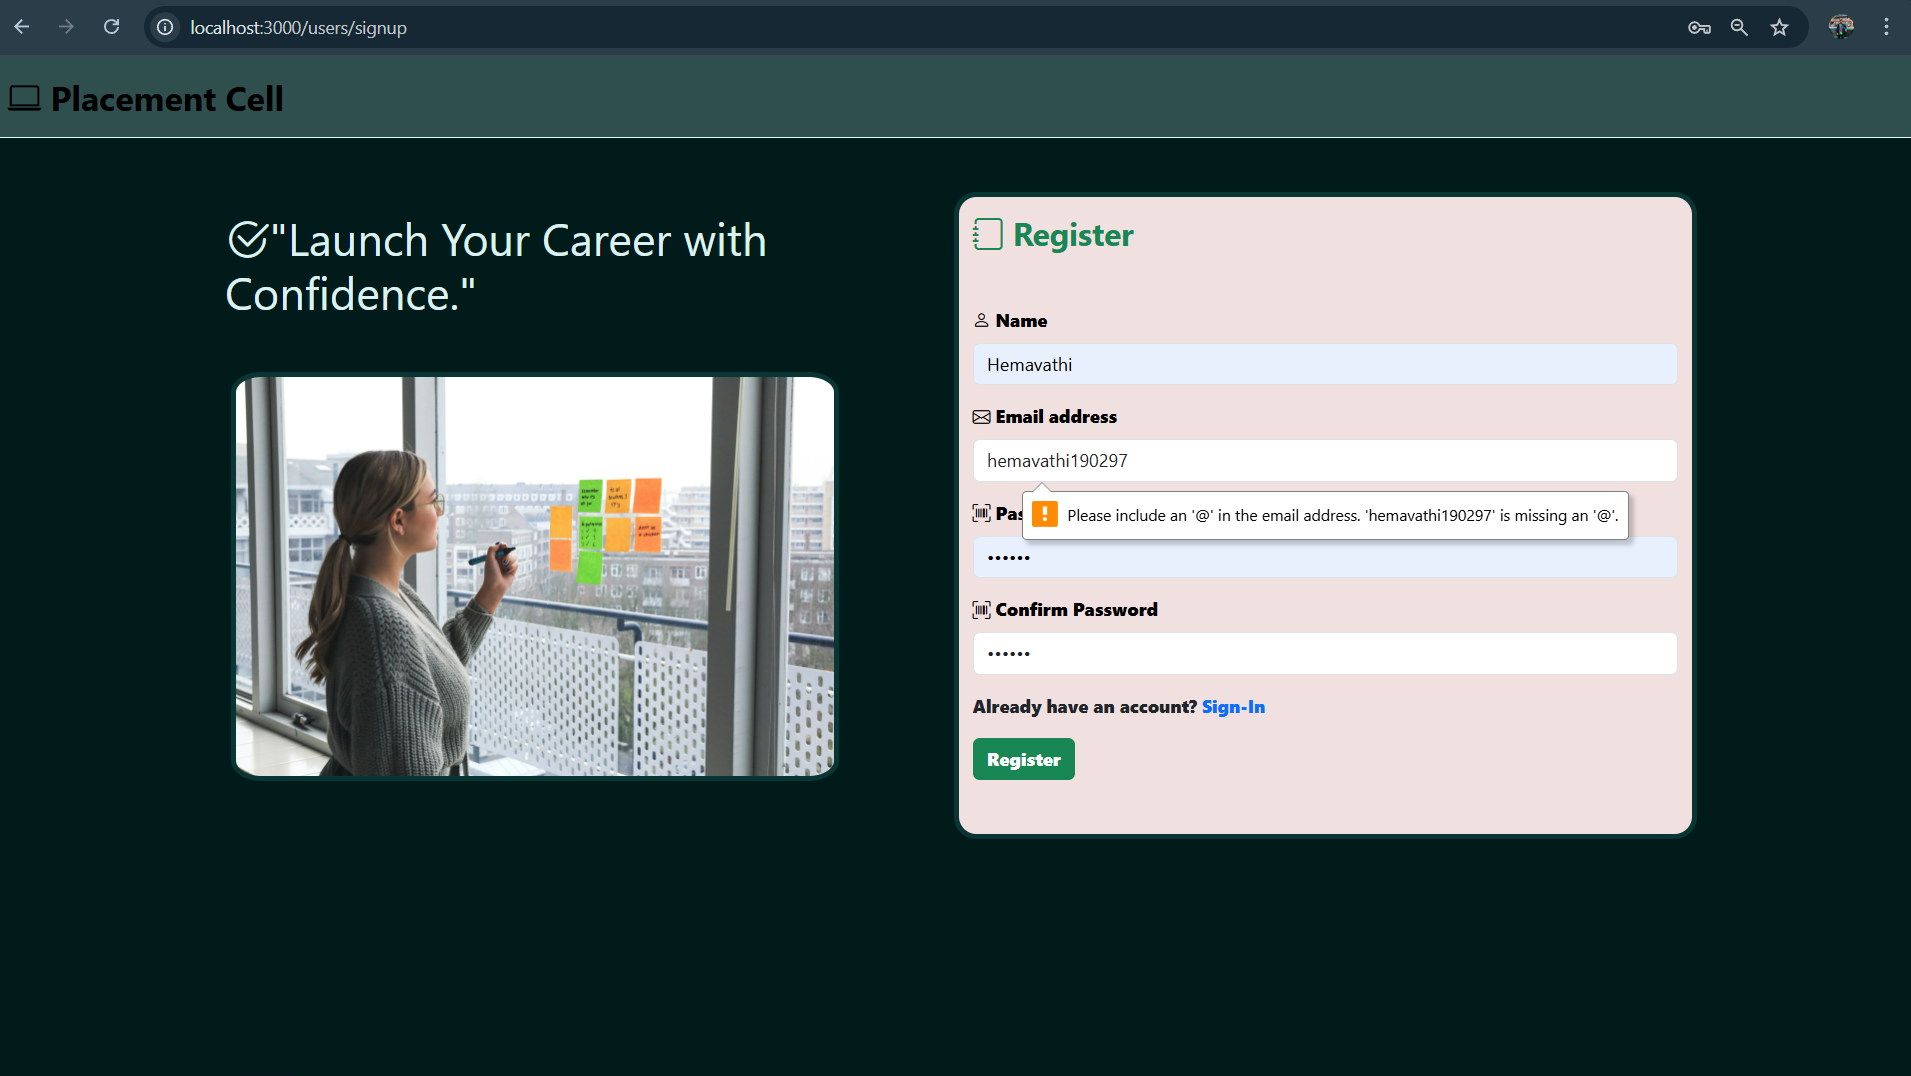 localhost:3000/users/signup
Placement Cell
"Launch Your Career with
Confidence."
Register
Name
Hemavathi
Email address
hemavathi190297
Please include an '@' in the email address. 'hemavathi190297' is missing an '@'.
Pas
••••••
Confirm Password
••••••
Already have an account? Sign-In
Register